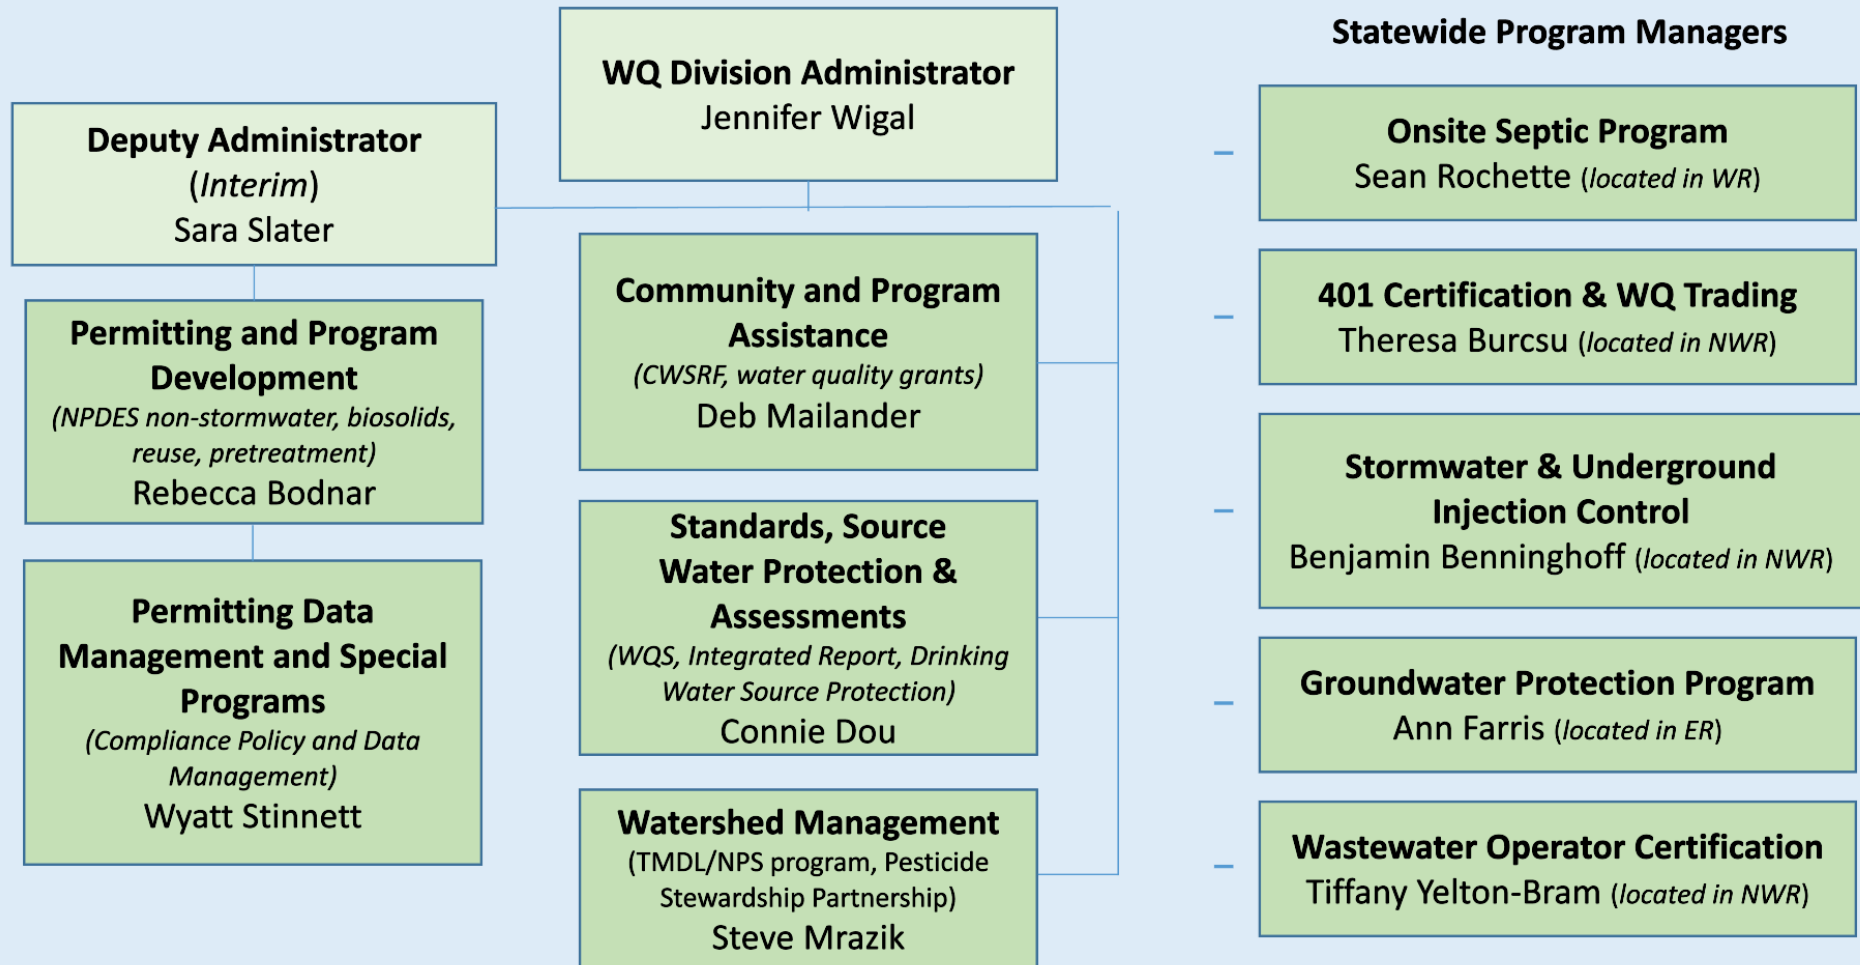 WQ Division Administrator
Jennifer Wigal
Deputy Administrator
(Interim)
Sara Slater
Permitting and Program
Development
(NPDES non-stormwater, biosolids,
reuse, pretreatment)
Rebecca Bodnar
Permitting Data
Management and Special
Programs
(Compliance Policy and Data
Management)
Wyatt Stinnett
Community and Program
Assistance
(CWSRF, water quality grants)
Deb Mailander
Standards, Source
Water Protection &
Assessments
(WQS, Integrated Report, Drinking
Water Source Protection)
Connie Dou
Watershed Management
(TMDL/NPS program, Pesticide
Stewardship Partnership)
Steve Mrazik
Statewide Program Managers
Onsite Septic Program
Sean Rochette (located in WR)
401 Certification & WQ Trading
Theresa Burcsu (located in NWR)
Stormwater & Underground
Injection Control
Benjamin Benninghoff (located in NWR)
Groundwater Protection Program
Ann Farris (located in ER)
Wastewater Operator Certification
Tiffany Yelton-Bram (located in NWR)